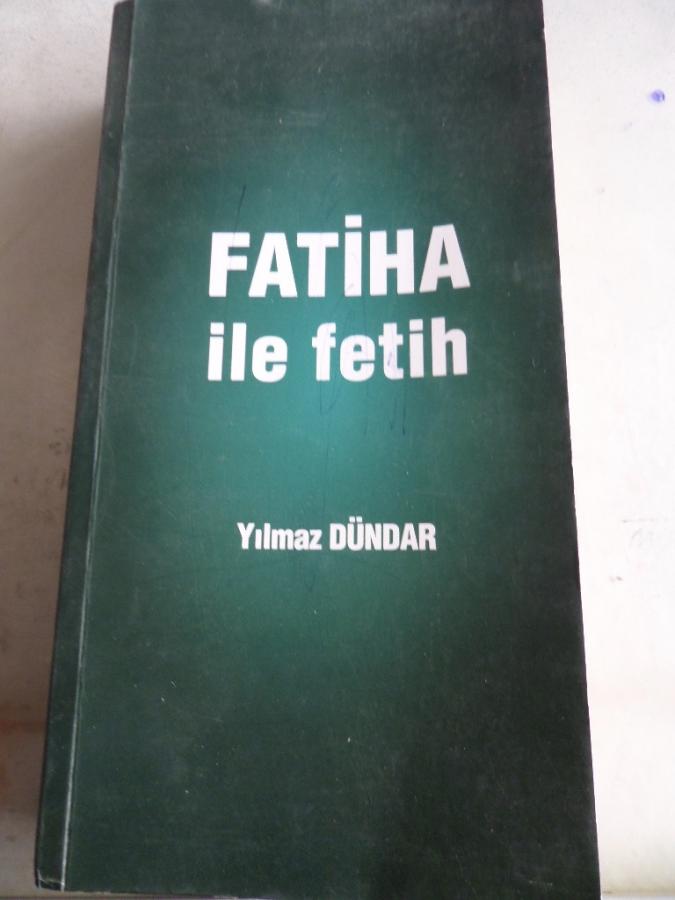 FATİHA
ile fetih
Yılmaz DÜNDAR